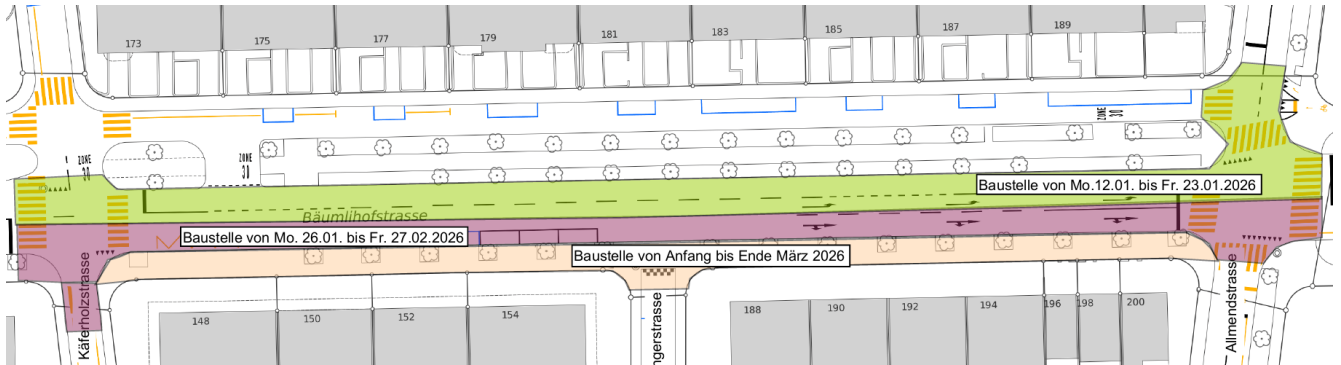 173
175
177
179
181
183
185
187
189
ZONE
30
ZONE
30
ZONE
30
Baustelle von Mo.12.01. bis Fr. 23.01.2026
Bäumlihofstrasse
Baustelle von Mo. 26.01. bis Fr. 27.02.2026
Baustelle von Anfang bis Ende März 2026
Käferholzstrasse
ngerstrasse
Allmendstrasse
148
150
152
154
188
190
192
194
196
198
200